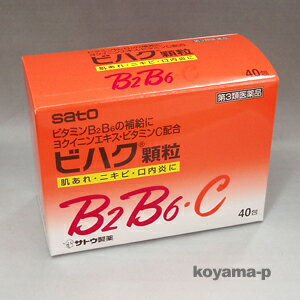 B2B6・C
40包
第3類医薬品
sato
ビタミンB2B6の補給に
ヨクイニンエキス・ビタミンC配合
ビハク®顆粒
肌あれ・ニキビ・口内炎に
B2B6・C
サトウ製薬
40包
koyama-p